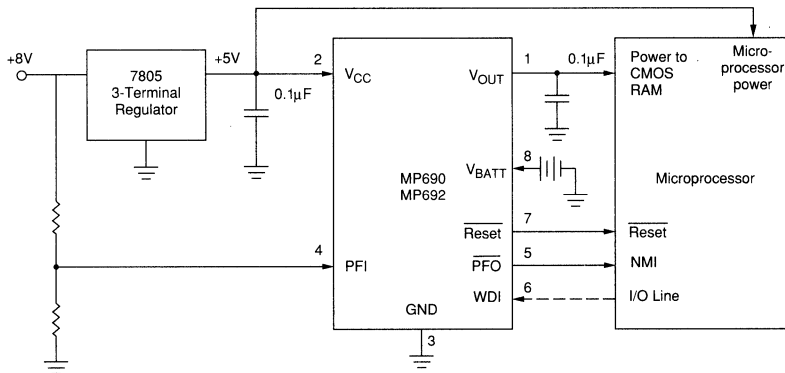 +8V
7805
3-Terminal
Regulator
+5V
0.1μF
2
VCC
VOUT
1
0.1μF
Power to
CMOS
RAM
Micro-
processor
power
VBATT
8
MP690
MP692
Microprocessor
Reset
7
Reset
4
PFI
PFO
5
NMI
WDI
6
I/O Line
GND
3